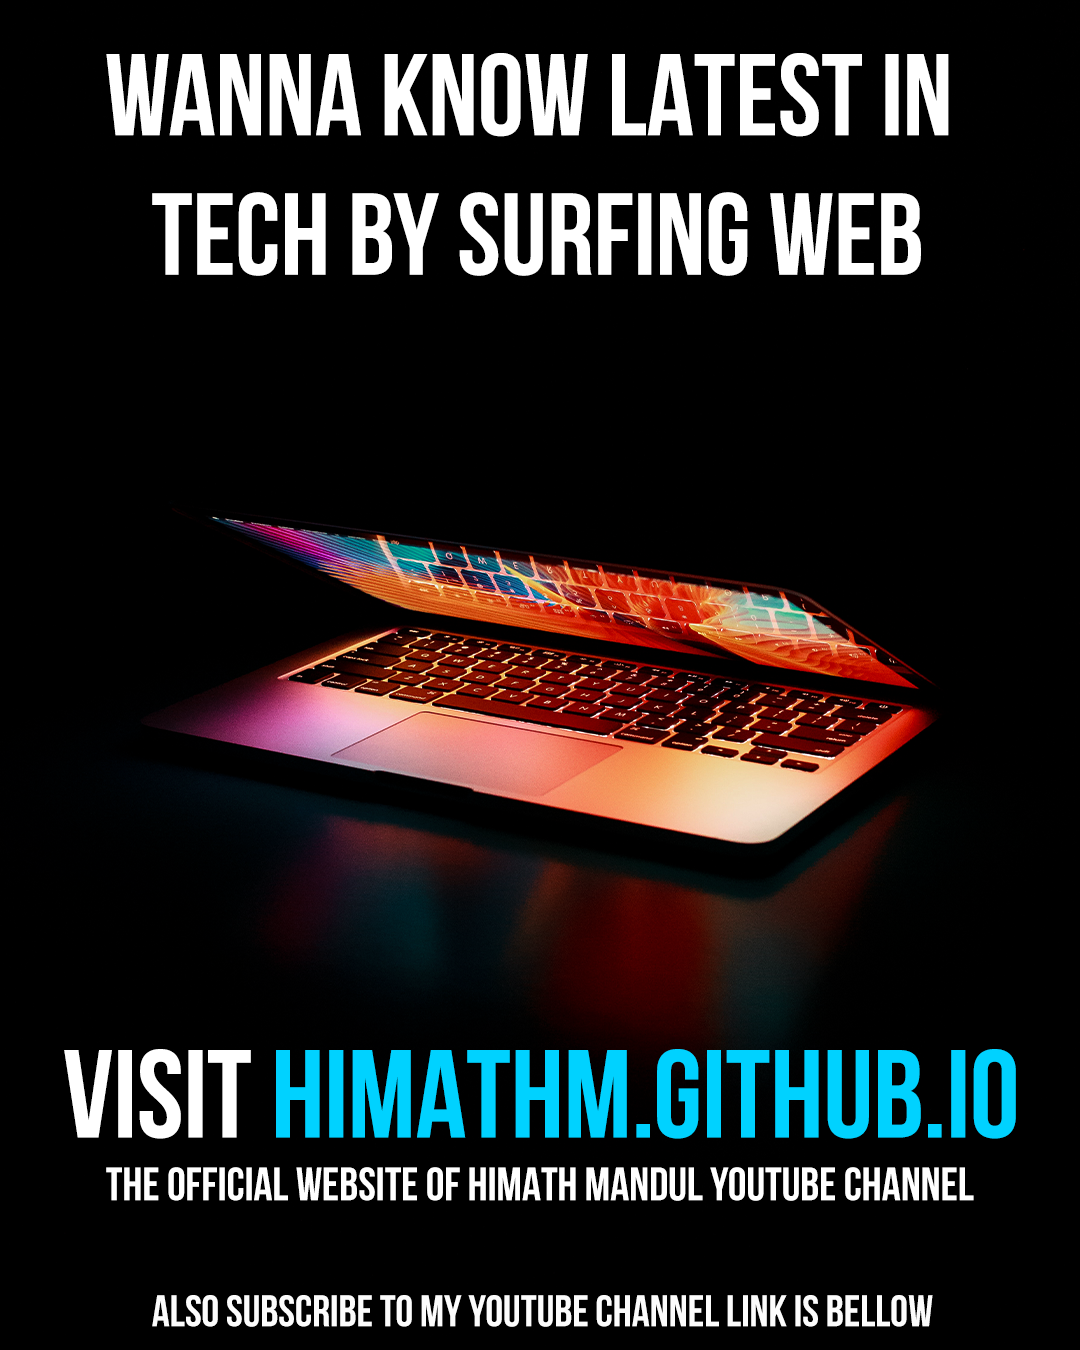 WANNA KNOW LATEST IN
TECH BY SURFING WEB
VISIT HIMATHM.GITHUB.IO
THE OFFICIAL WEBSITE OF HIMATH MANDUL YOUTUBE CHANNEL
ALSO SUBSCRIBE TO MY YOUTUBE CHANNEL LINK IS BELLOW